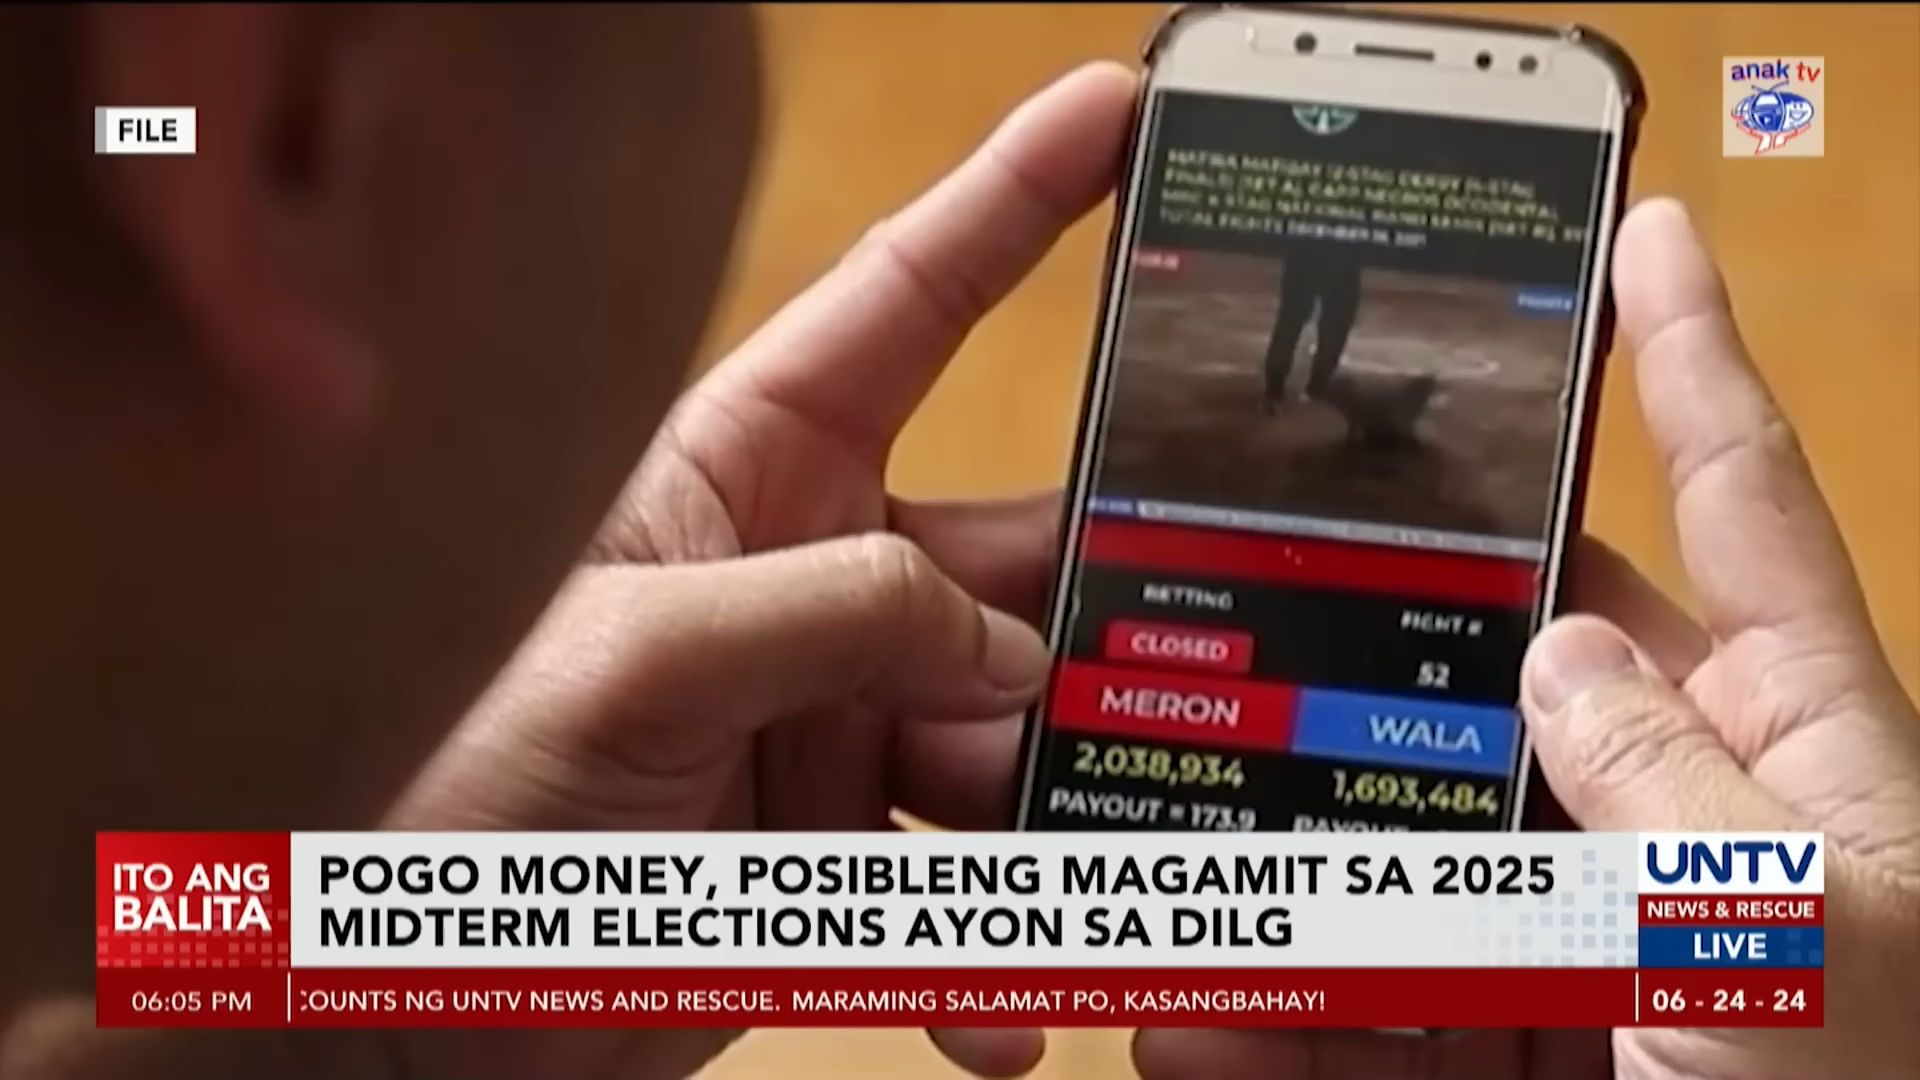 FILE
anak tv
BETTING
FIGHT #
CLOSED
52
MERON
WALA
2,038,934
1,693,484
PAYOUT = 173.9
ITO ANG
BALITA
POGO MONEY, POSIBLENG MAGAMIT SA 2025
MIDTERM ELECTIONS AYON SA DILG
UNTV
NEWS & RESCUE
LIVE
06:05 PM
COUNTS NG UNTV NEWS AND RESCUE. MARAMING SALAMAT PO, KASANGBAHAY!
06 - 24 - 24